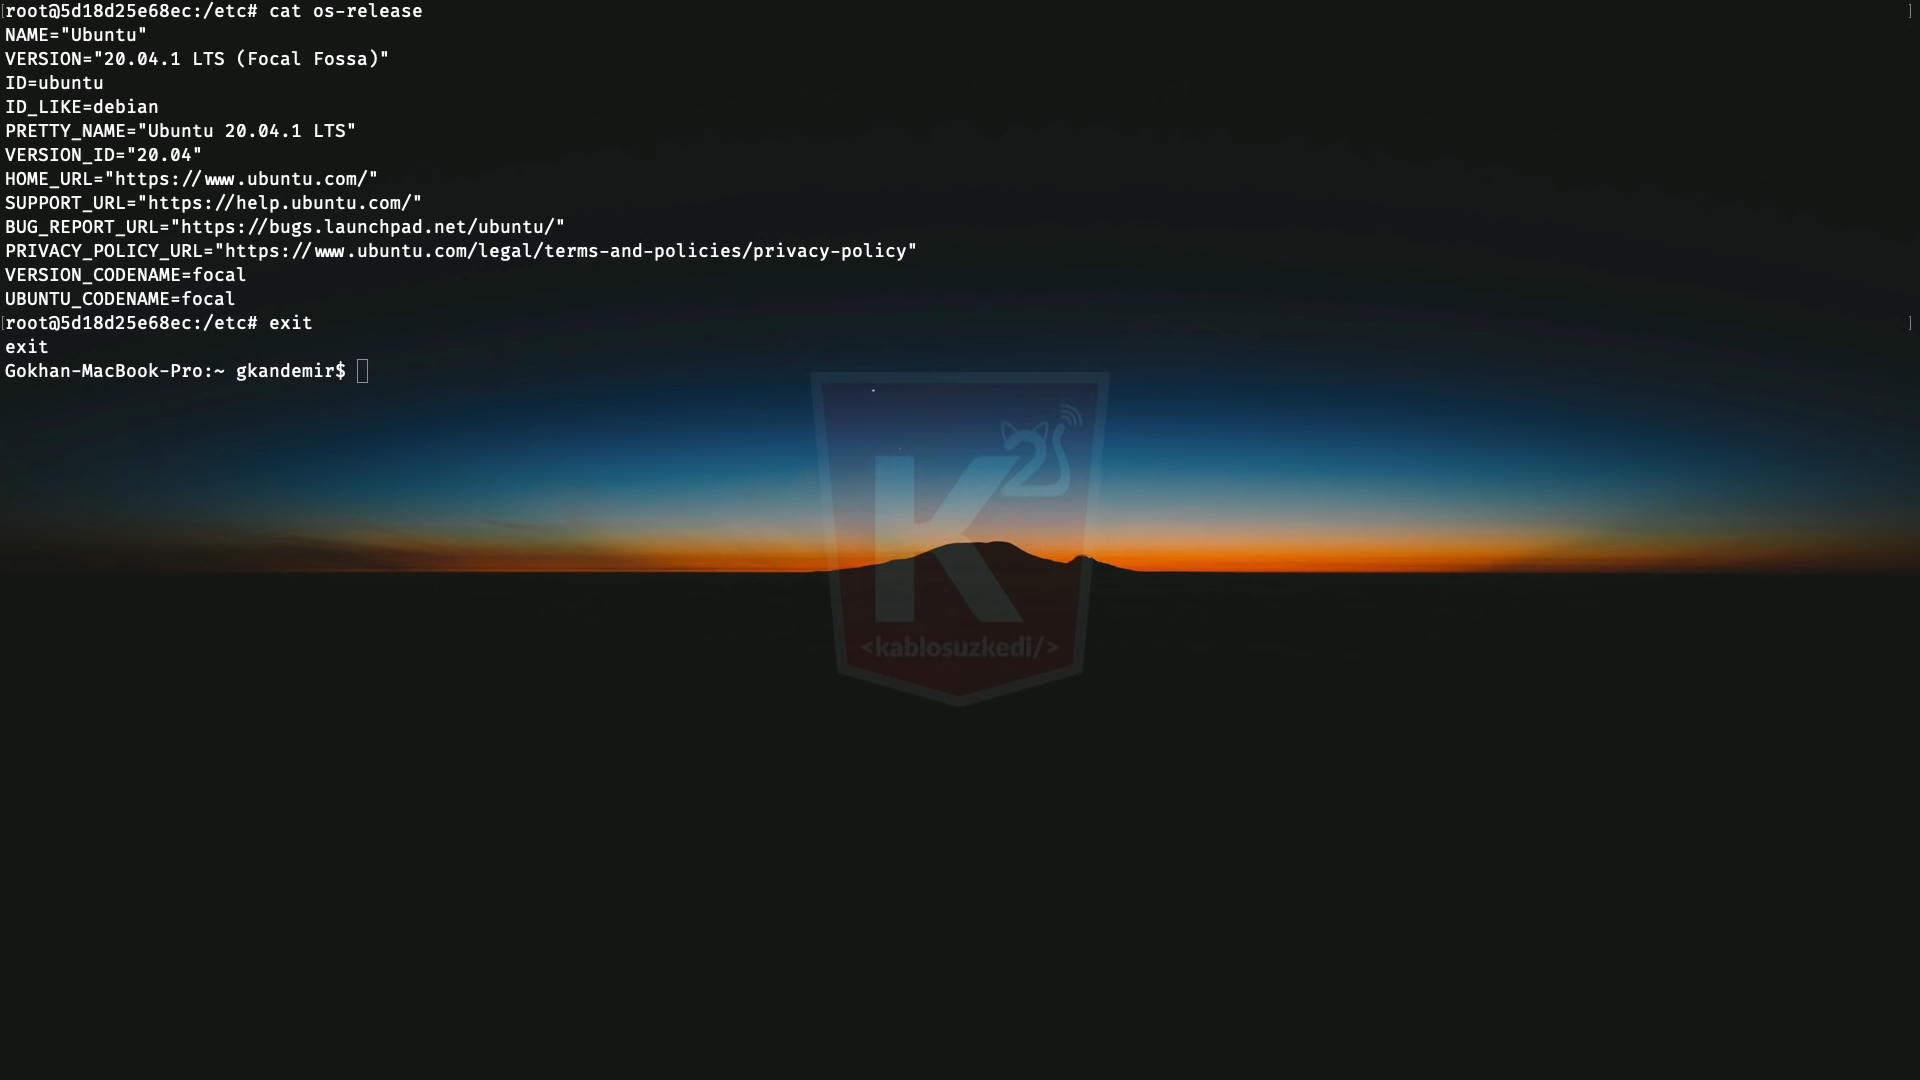 root@5d18d25e68ec:/etc# cat os-release
NAME="Ubuntu"
VERSION="20.04.1 LTS (Focal Fossa)"
ID=ubuntu
ID_LIKE=debian
PRETTY_NAME="Ubuntu 20.04.1 LTS"
VERSION_ID="20.04"
HOME_URL="https://www.ubuntu.com/"
SUPPORT_URL="https://help.ubuntu.com/"
BUG_REPORT_URL="https://bugs.launchpad.net/ubuntu/"
PRIVACY_POLICY_URL="https://www.ubuntu.com/legal/terms-and-policies/privacy-policy"
VERSION_CODENAME=focal
UBUNTU_CODENAME=focal
root@5d18d25e68ec:/etc# exit
exit
Gokhan-MacBook-Pro:~ gkandemir$
K2
<kablosuzkedi/>